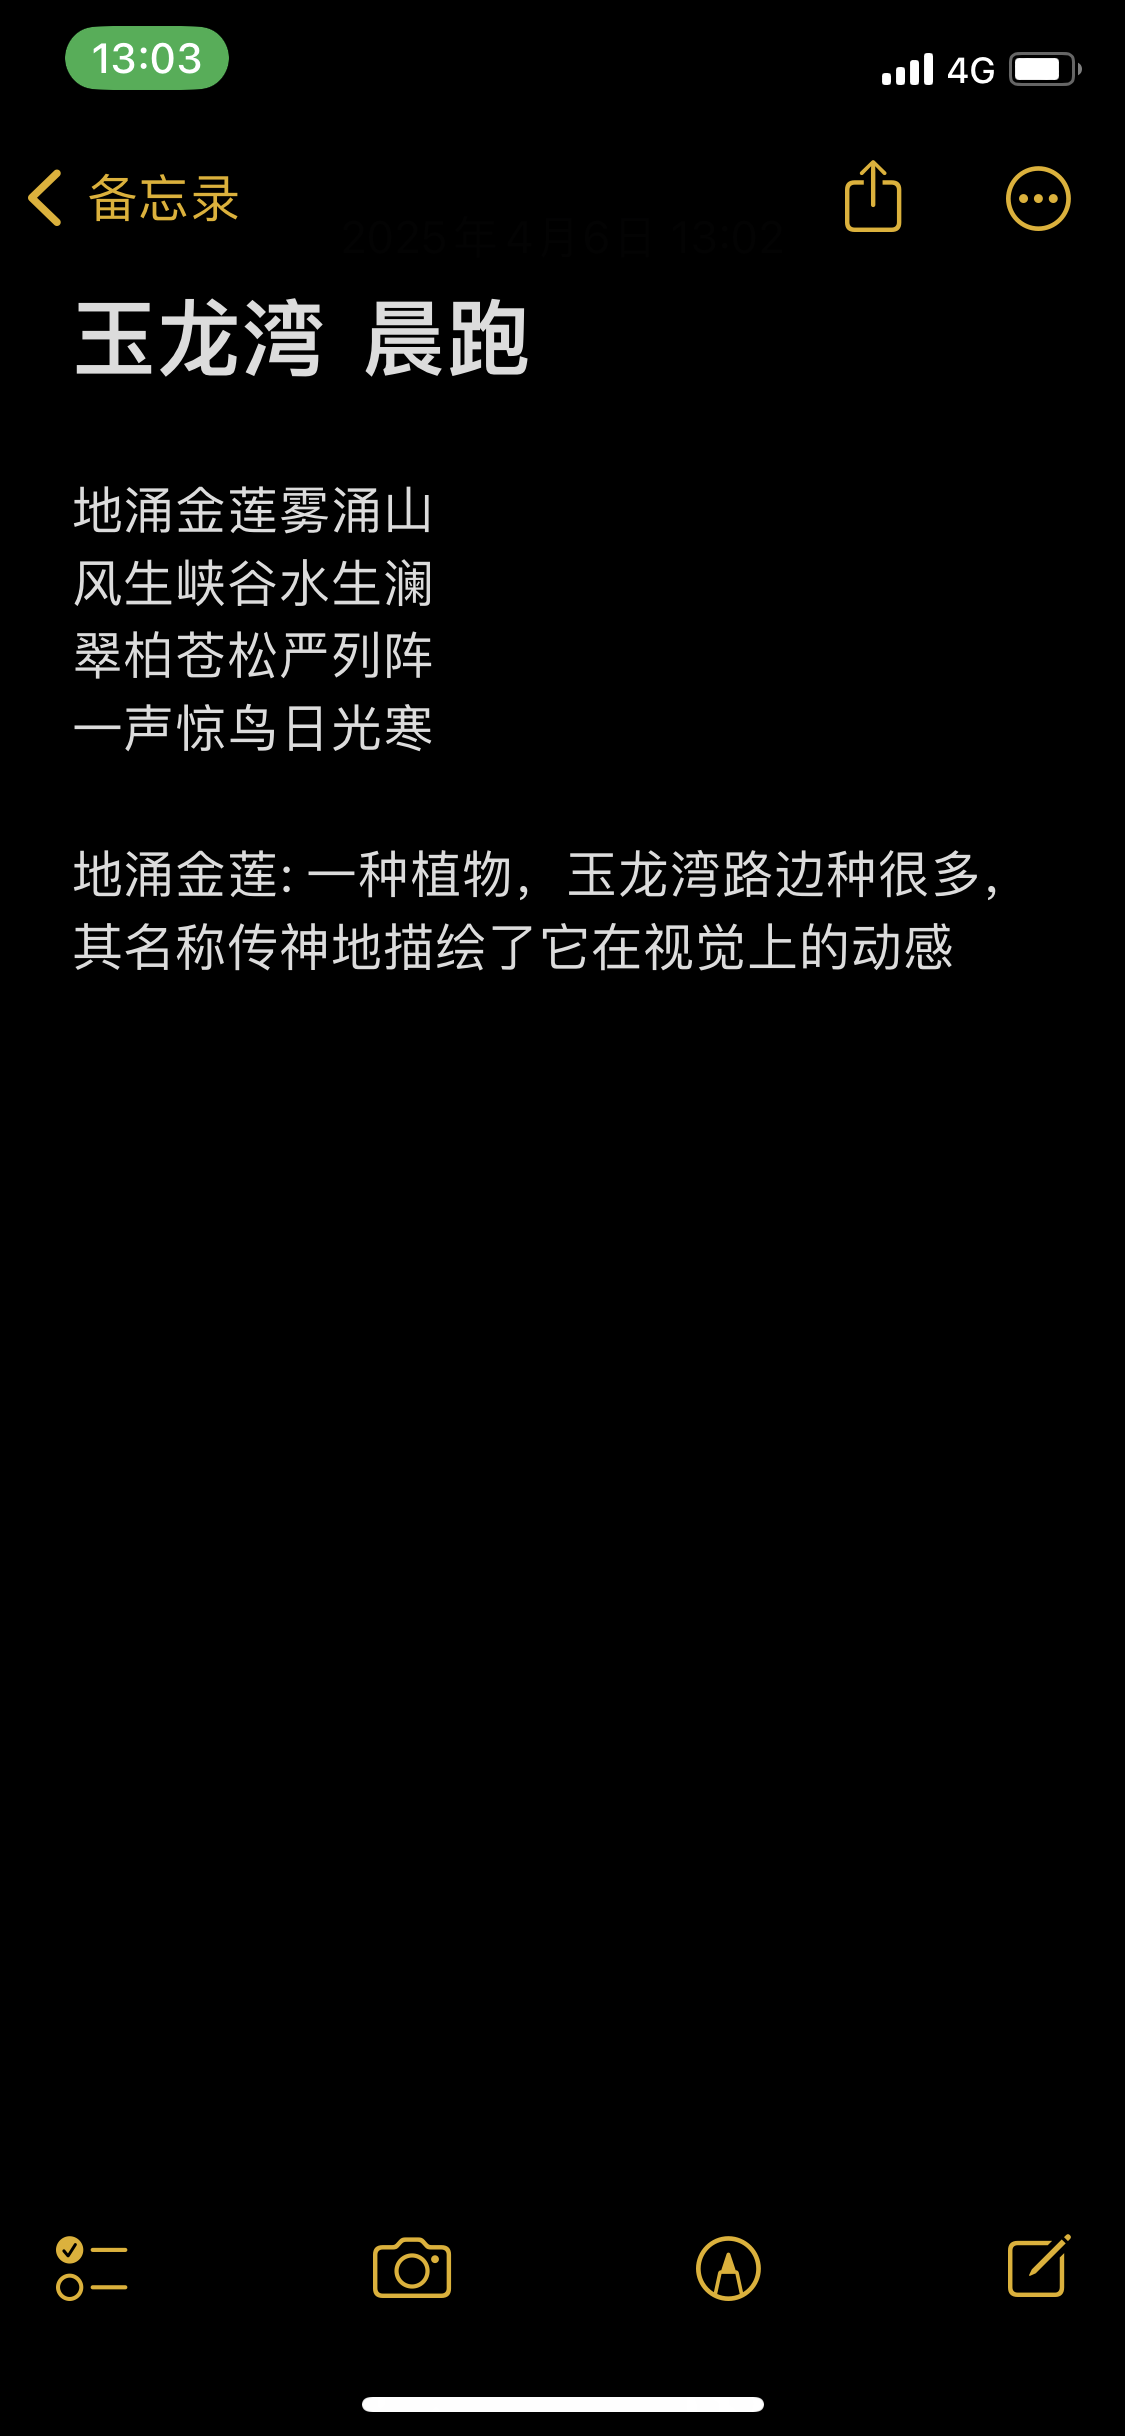 13:03
4G
备忘录
2025年4月6日 13:02
玉龙湾 晨跑
地涌金莲雾涌山
风生峡谷水生澜
翠柏苍松严列阵
一声惊鸟日光寒
地涌金莲：一种植物，玉龙湾路边种很多，
其名称传神地描绘了它在视觉上的动感